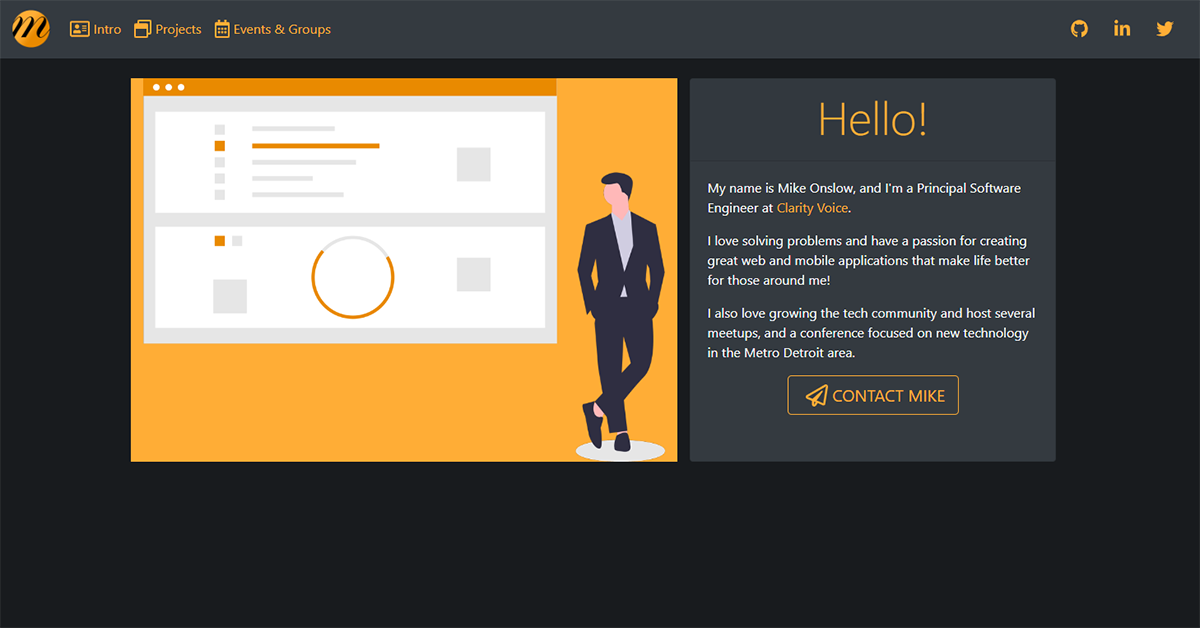 m
Intro
Projects
Events & Groups
Hello!
My name is Mike Onslow, and I'm a Principal Software
Engineer at Clarity Voice.
I love solving problems and have a passion for creating
great web and mobile applications that make life better
for those around me!
I also love growing the tech community and host several
meetups, and a conference focused on new technology
in the Metro Detroit area.
CONTACT MIKE